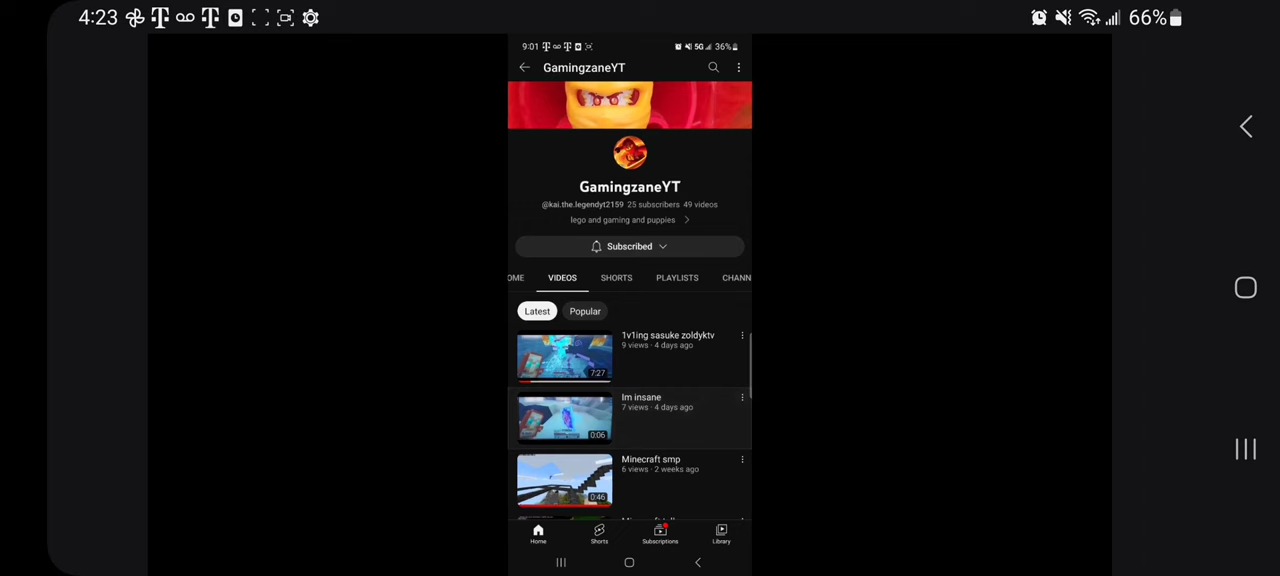 4:23
66%
9:01
5G 36%
GamingzaneYT
GamingzaneYT
@kai.the.legendyt2159 25 subscribers 49 videos
lego and gaming and puppies
Subscribed
OME VIDEOS SHORTS PLAYLISTS CHANN
Latest Popular
1v1ing sasuke zoldyktv
9 views · 4 days ago
7:27
Im insane
7 views · 4 days ago
0:06
Minecraft smp
6 views · 2 weeks ago
0:46
Home Shorts Subscriptions Library